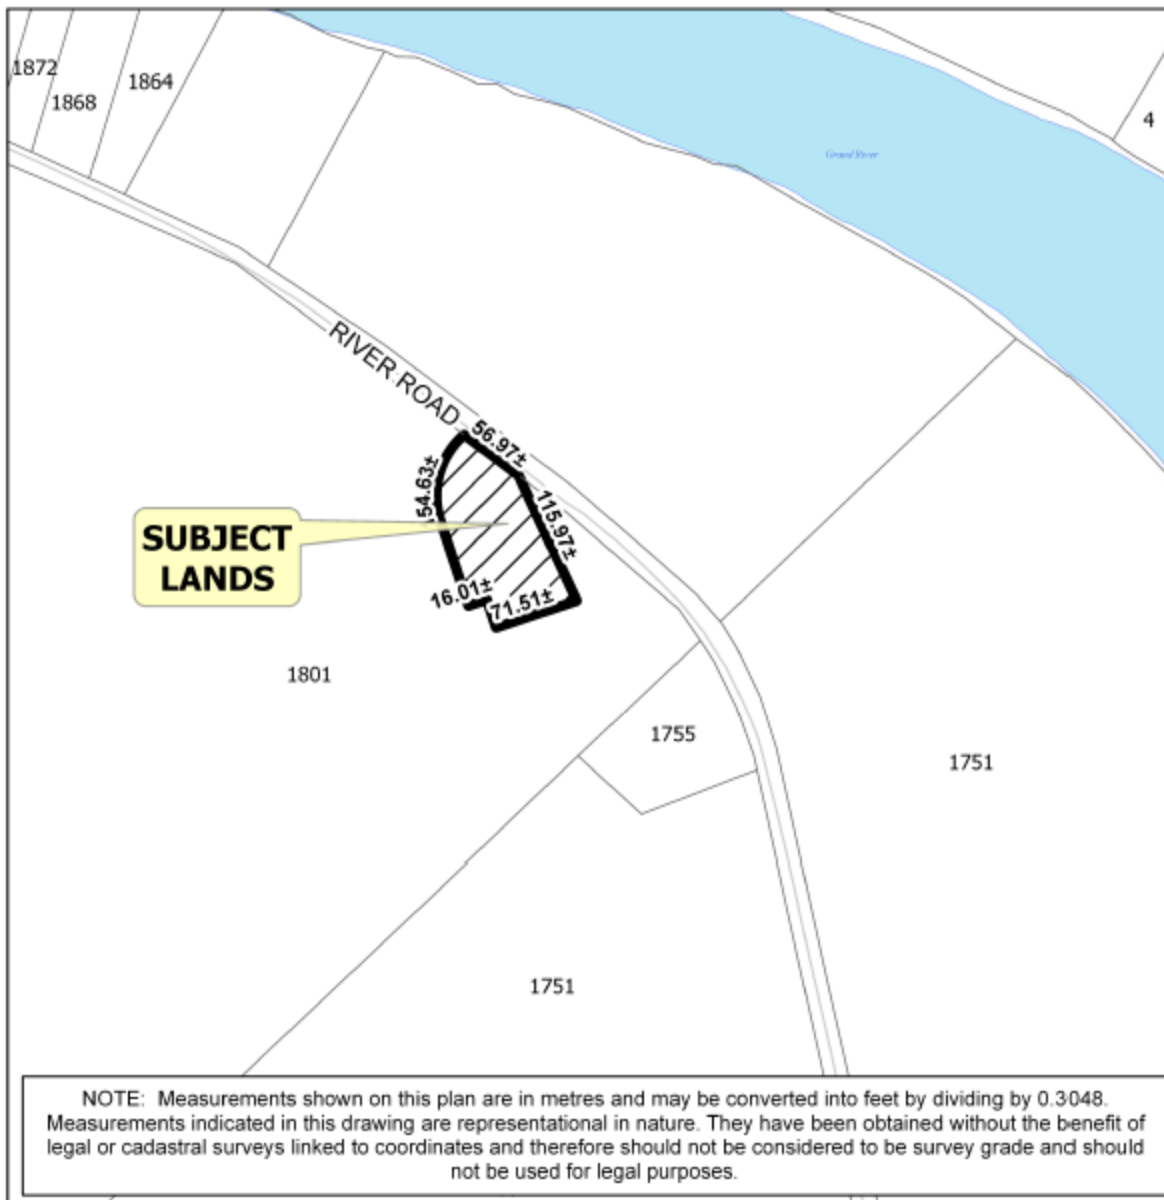 1872
1868
1864
4
Grand River
RIVER ROAD
56.97±
54.63±
115.97±
SUBJECT
LANDS
16.01±
71.51±
1801
1755
1751
1751
NOTE:  Measurements shown on this plan are in metres and may be converted into feet by dividing by 0.3048.
Measurements indicated in this drawing are representational in nature. They have been obtained without the benefit of
legal or cadastral surveys linked to coordinates and therefore should not be considered to be survey grade and should
not be used for legal purposes.